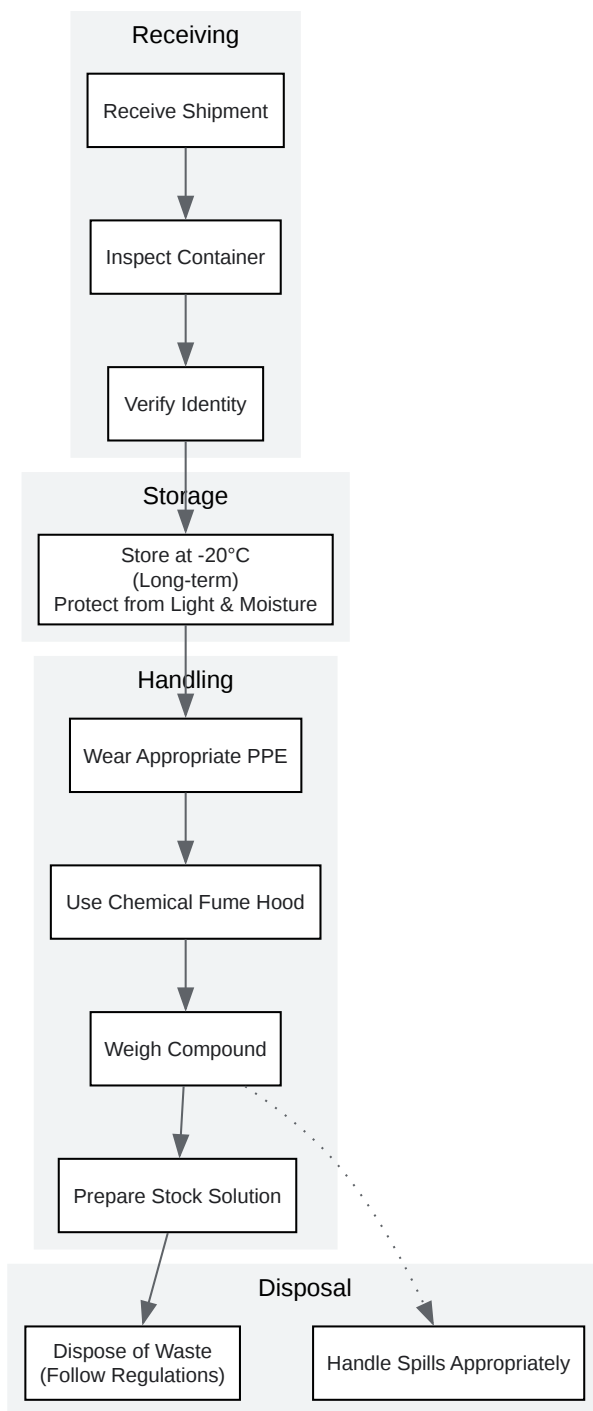 Receiving
Receive Shipment
Inspect Container
Verify Identity
Storage
Store at -20°C
(Long-term)
Protect from Light & Moisture
Handling
Wear Appropriate PPE
Use Chemical Fume Hood
Weigh Compound
Prepare Stock Solution
Disposal
Dispose of Waste
(Follow Regulations)
Handle Spills Appropriately